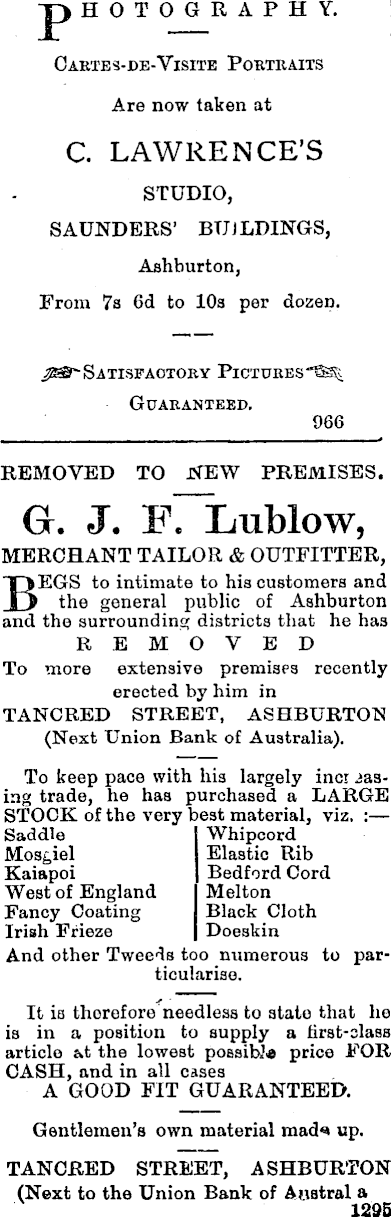 PHOTOGRAPHY.
CARTES-DE-VISITE PORTRAITS
Are now taken at
C. LAWRENCE'S
STUDIO,
SAUNDERS' BUILDINGS,
Ashburton,
From 7s 6d to 10s per dozen.
SATISFACTORY PICTURES
GUARANTEED.
966
REMOVED TO NEW PREMISES.
G. J. F. Lublow,
MERCHANT TAILOR & OUTFITTER,
BEGS to intimate to his customers and
the general public of Ashburton
and the surrounding districts that he has
REMOVED
To more extensive premises recently
erected by him in
TANCRED STREET, ASHBURTON
(Next Union Bank of Australia).
To keep pace with his largely increas-
ing trade, he has purchased a LARGE
STOCK of the very best material, viz. :—
Saddle
Mosgiel
Kaiapoi
West of England
Fancy Coating
Irish Frieze
Whipcord
Elastic Rib
Bedford Cord
Melton
Black Cloth
Doeskin
And other Tweeds too numerous to par-
ticularise.
It is therefore needless to state that he
is in a position to supply a first-class
article at the lowest possible price FOR
CASH, and in all cases
A GOOD FIT GUARANTEED.
Gentlemen's own material made up.
TANCRED STREET, ASHBURTON
(Next to the Union Bank of Austral a
1295